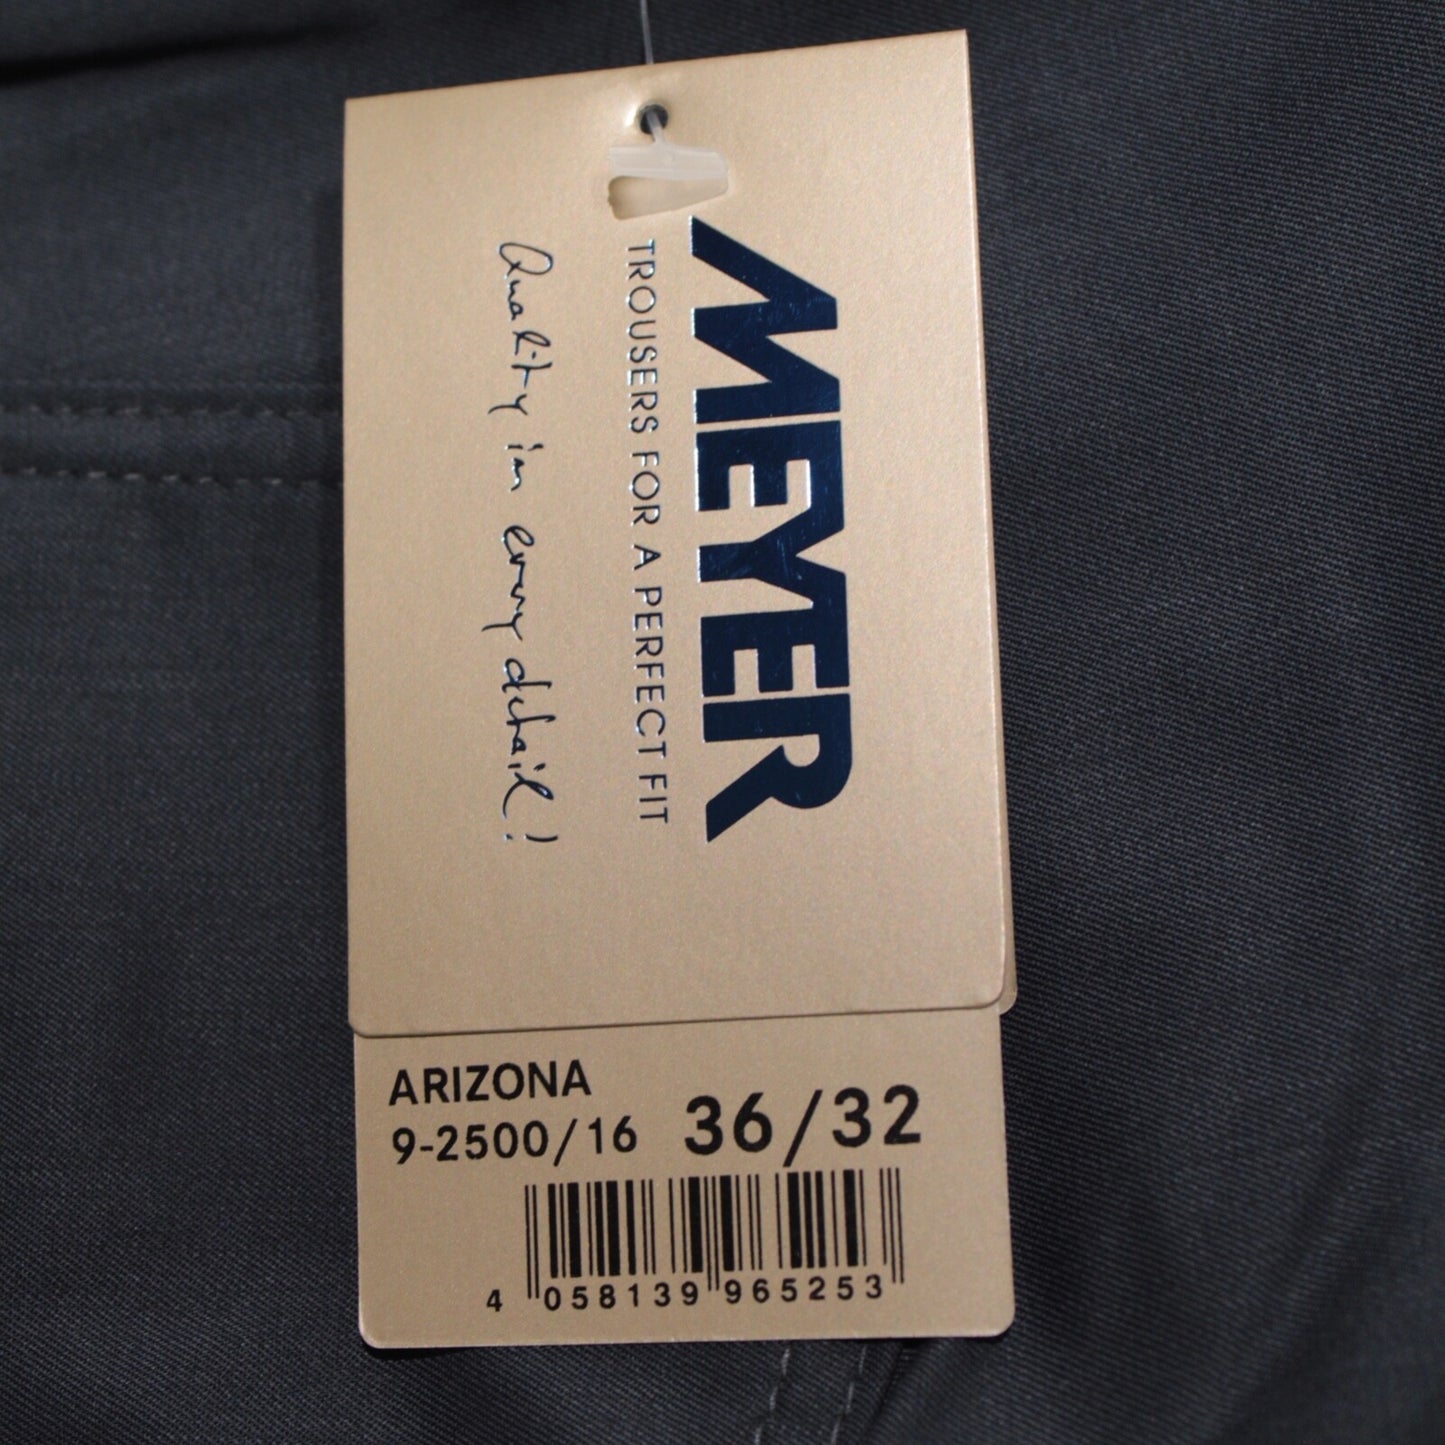 MEYER
TROUSERS FOR A PERFECT FIT
Quality in every detail!
ARIZONA
9-2500/16 36/32
4 058139 965253